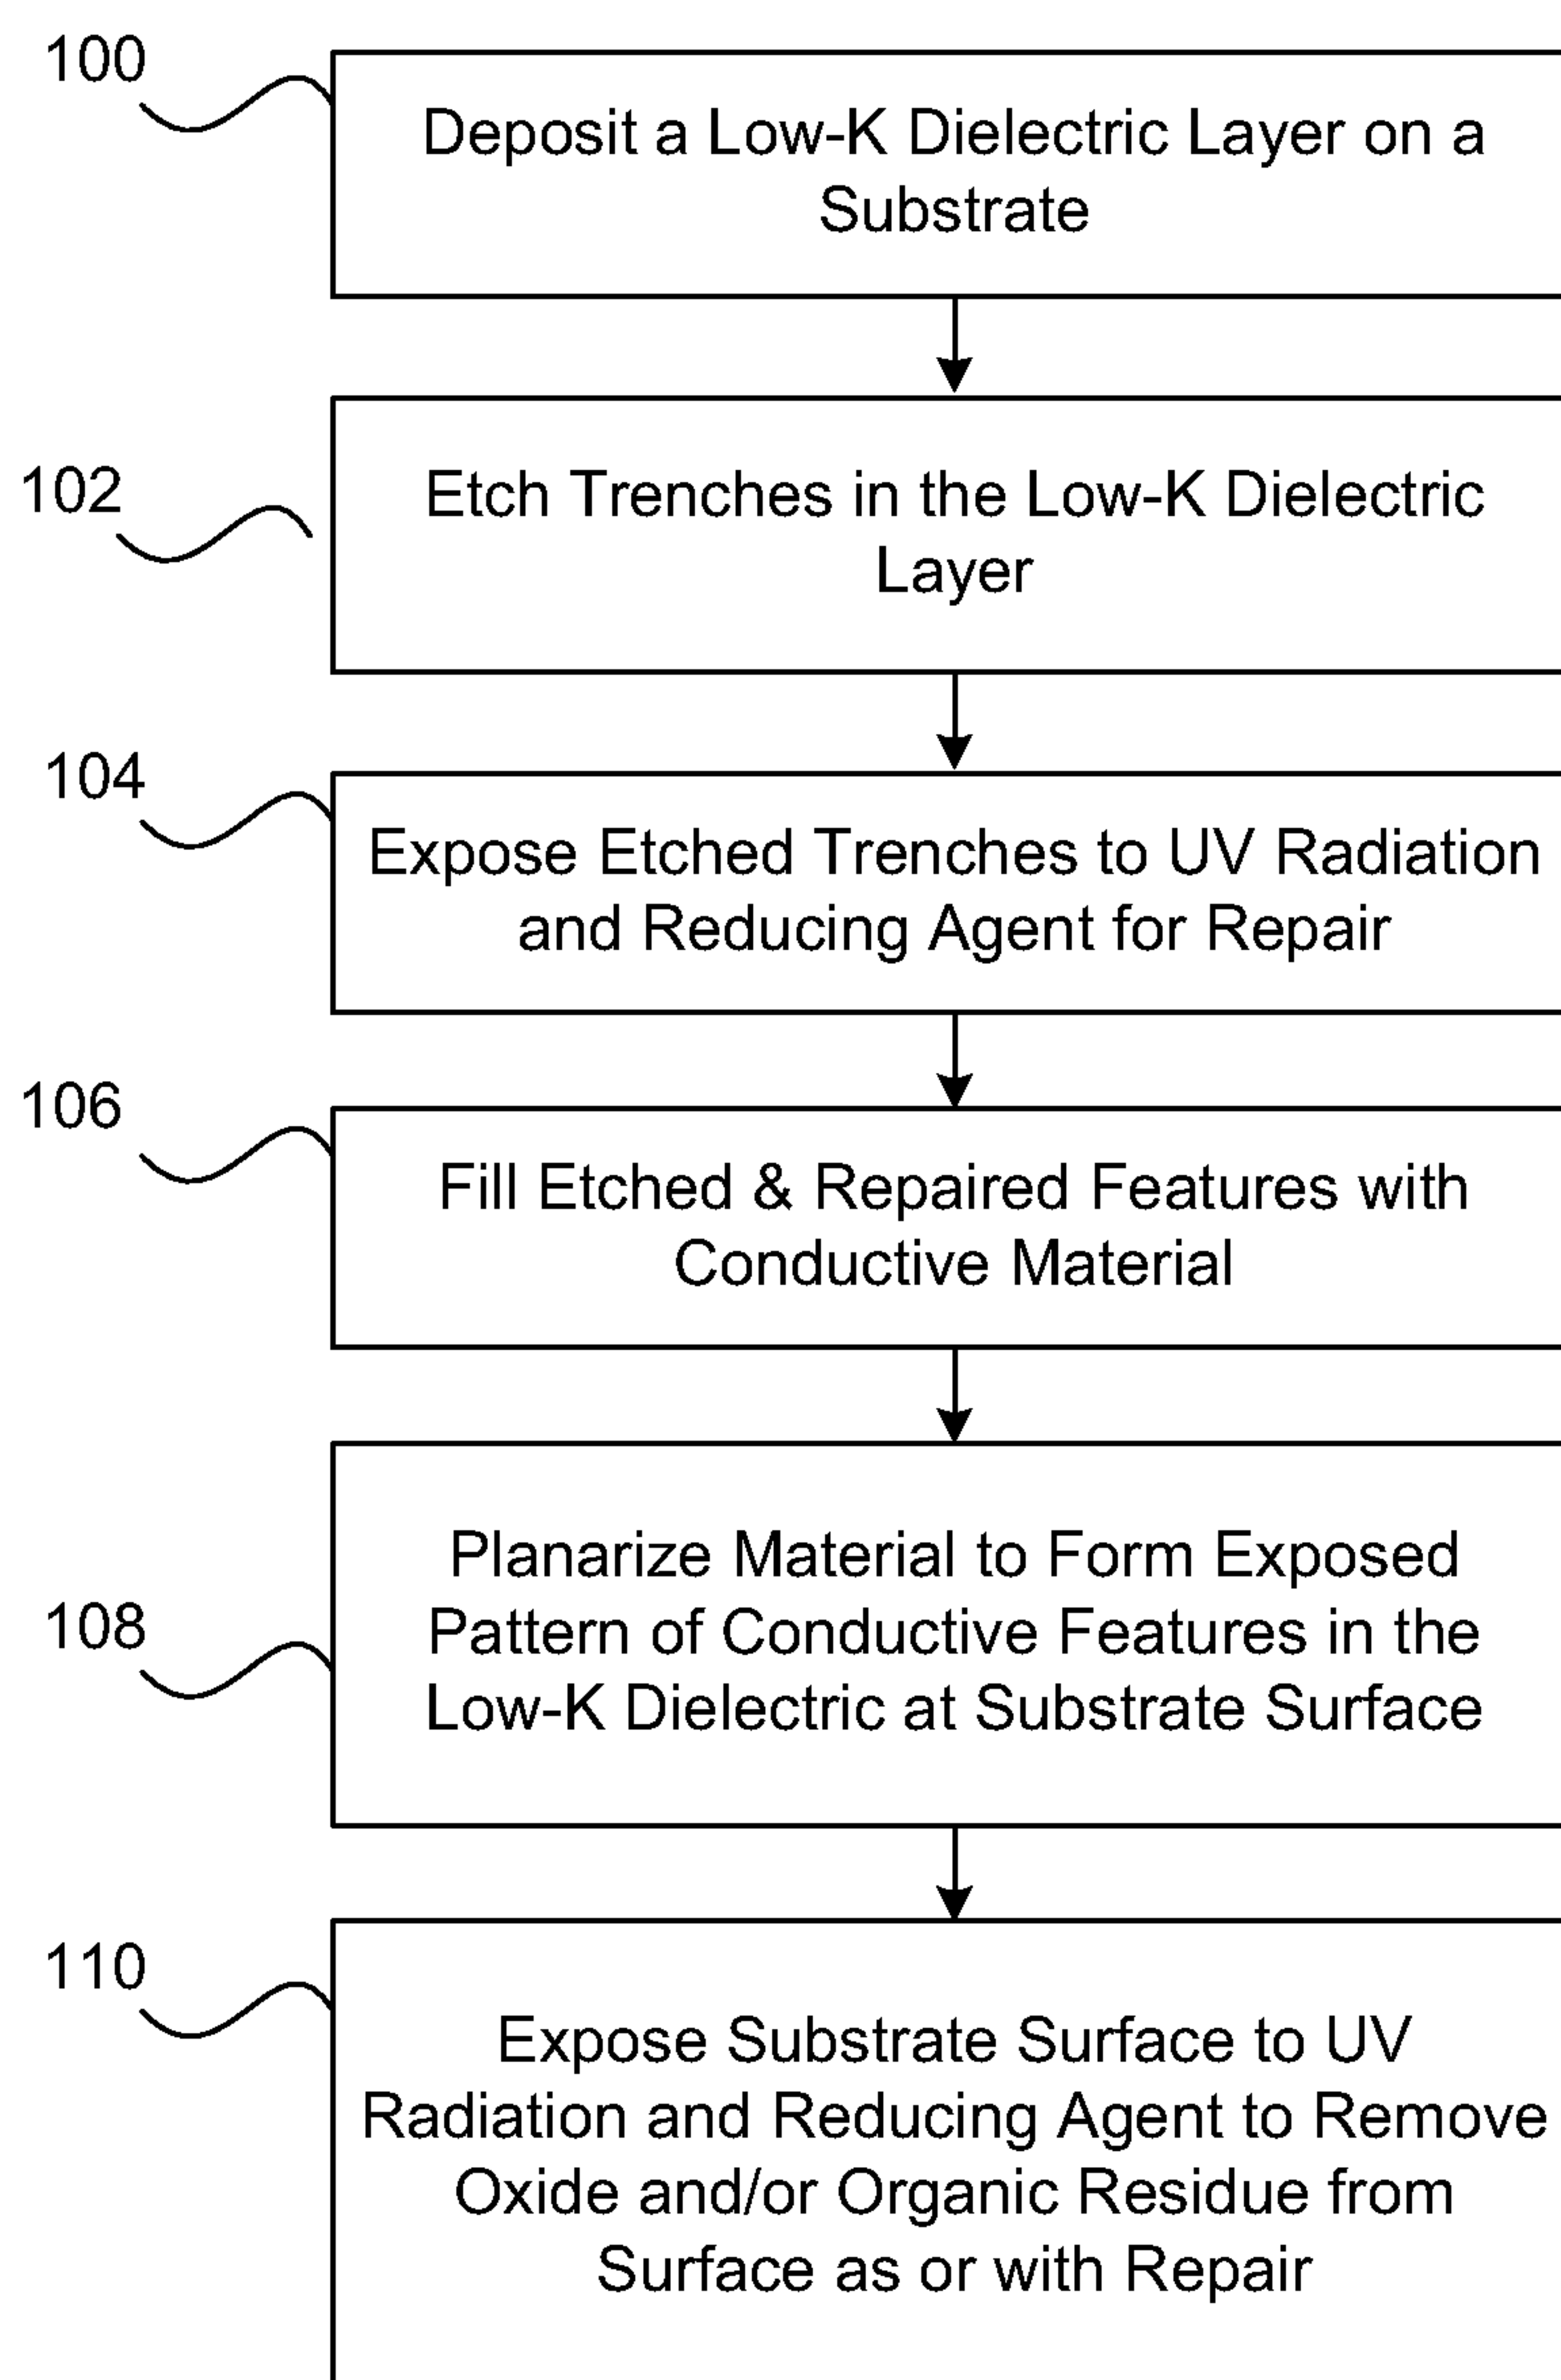 100
Deposit a Low-K Dielectric Layer on a
Substrate
102
Etch Trenches in the Low-K Dielectric
Layer
104
Expose Etched Trenches to UV Radiation
and Reducing Agent for Repair
106
Fill Etched & Repaired Features with
Conductive Material
108
Planarize Material to Form Exposed
Pattern of Conductive Features in the
Low-K Dielectric at Substrate Surface
110
Expose Substrate Surface to UV
Radiation and Reducing Agent to Remove
Oxide and/or Organic Residue from
Surface as or with Repair